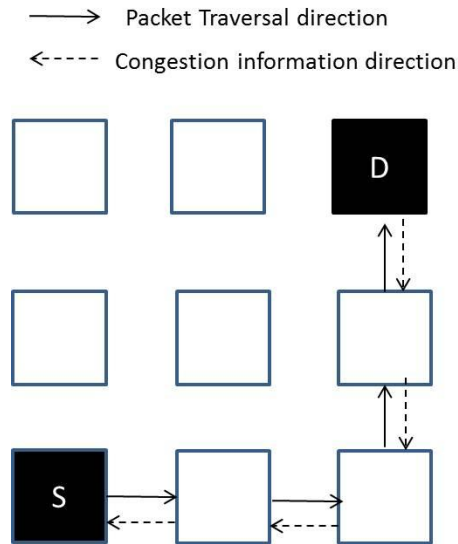 Packet Traversal direction
Congestion information direction
D
S